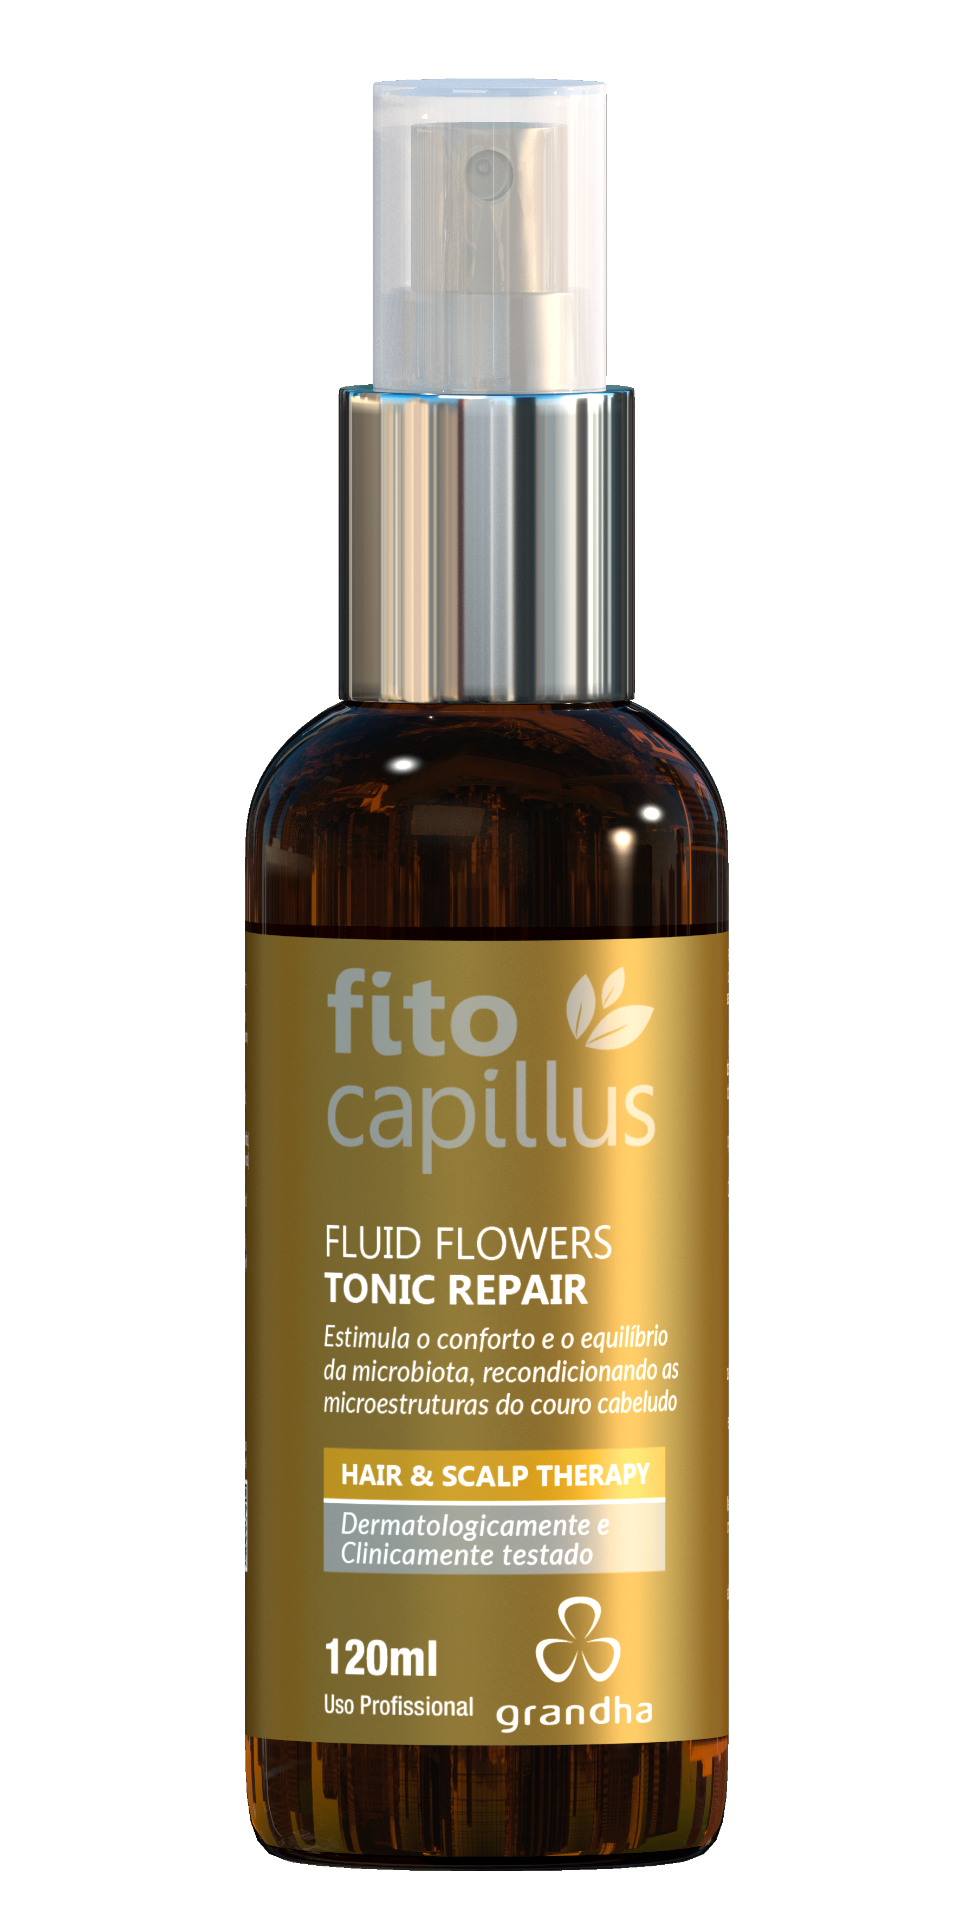 fito
capillus
FLUID FLOWERS
TONIC REPAIR
Estimula o conforto e o equilíbrio
da microbiota, recondicionando as
microestruturas do couro cabeludo
HAIR & SCALP THERAPY
Dermatologicamente e
Clinicamente testado
120ml
Uso Profissional
grandha